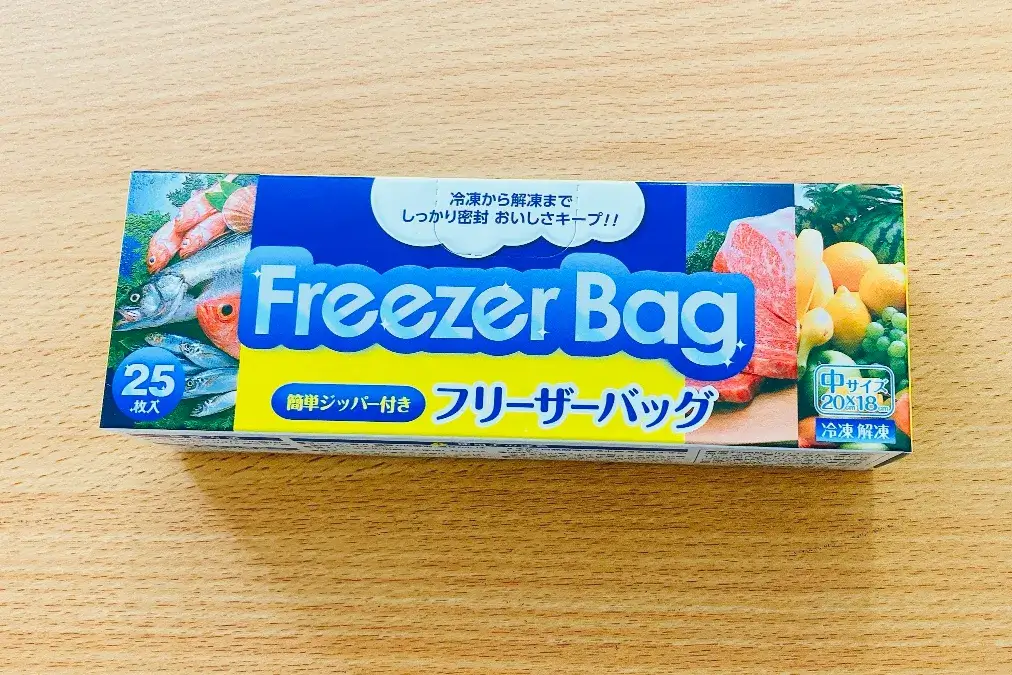 冷凍から解凍まで
しっかり密封 おいしさキープ!!
Freezer Bag
簡単ジッパー付き フリーザーバッグ
25
枚入
中サイズ
20cm×18cm
冷凍 解凍